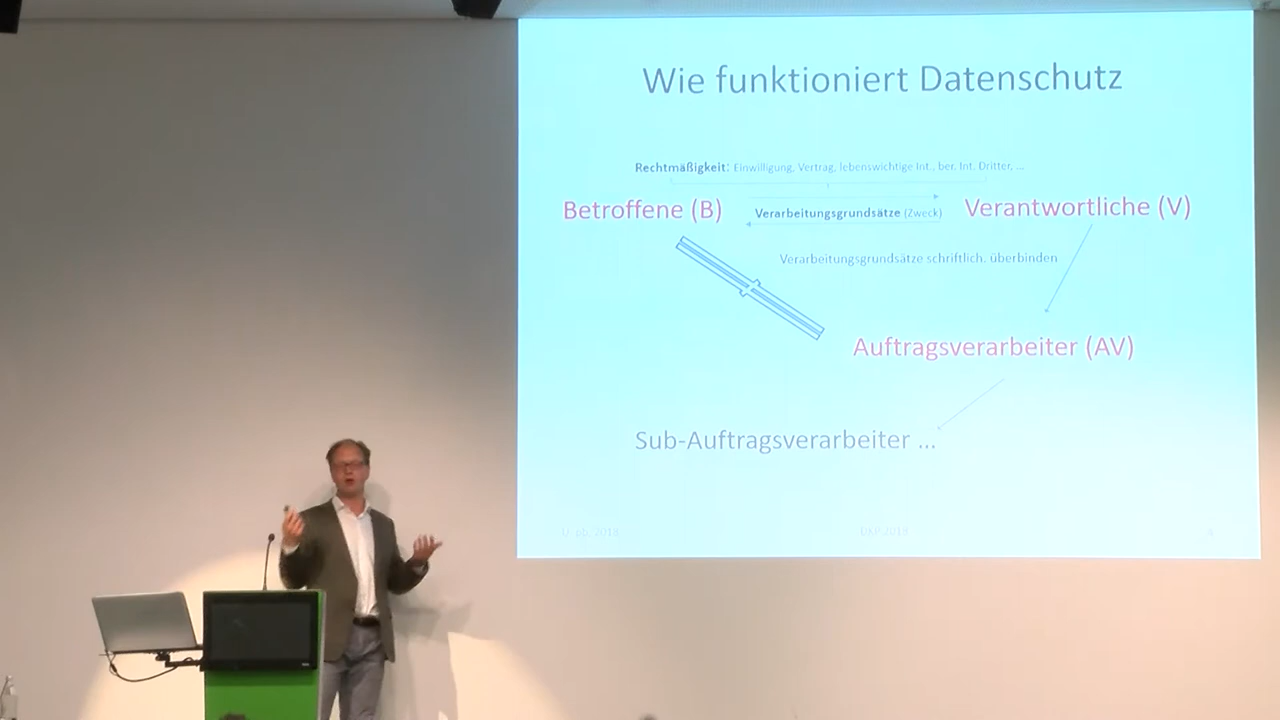 Wie funktioniert Datenschutz
Rechtmäßigkeit: Einwilligung, Vertrag, lebenswichtige Int., ber. Int. Dritter, ...
Betroffene (B)
Verarbeitungsgrundsätze (Zweck)
Verantwortliche (V)
Verarbeitungsgrundsätze schriftlich. überbinden
Auftragsverarbeiter (AV)
Sub-Auftragsverarbeiter ...